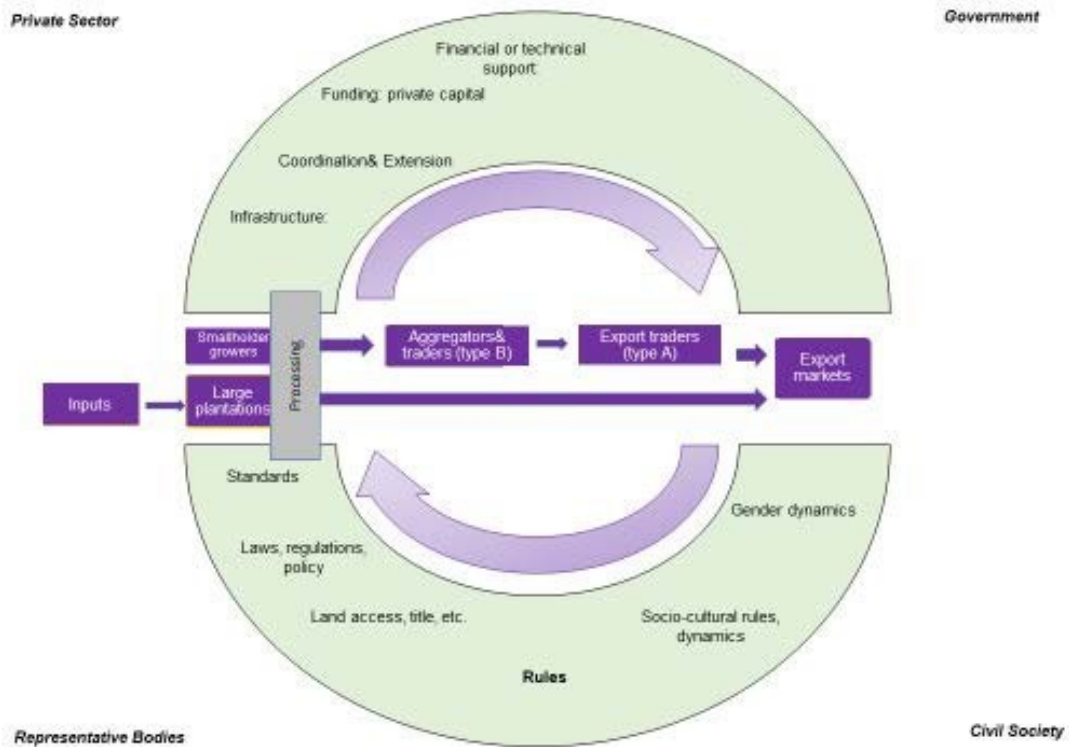 Private Sector
Government
Financial or technical
support
Funding: private capital
Coordination& Extension
Infrastructure:
Smallholder
growers
Processing
Aggregators&
traders (type B)
Export traders
(type A)
Export
markets
Inputs
Large
plantations
Standards
Gender dynamics
Laws, regulations,
policy
Land access, title, etc.
Socio-cultural rules,
dynamics
Rules
Representative Bodies
Civil Society